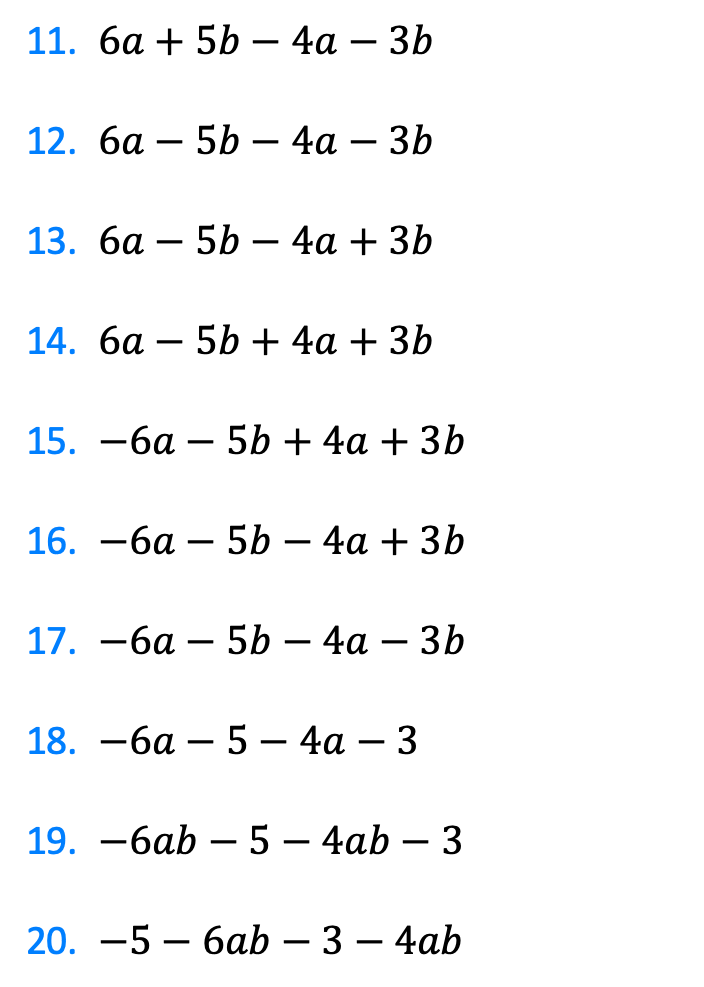 11. 6a + 5b − 4a − 3b
12. 6a − 5b − 4a − 3b
13. 6a − 5b − 4a + 3b
14. 6a − 5b + 4a + 3b
15. −6a − 5b + 4a + 3b
16. −6a − 5b − 4a + 3b
17. −6a − 5b − 4a − 3b
18. −6a − 5 − 4a − 3
19. −6ab − 5 − 4ab − 3
20. −5 − 6ab − 3 − 4ab